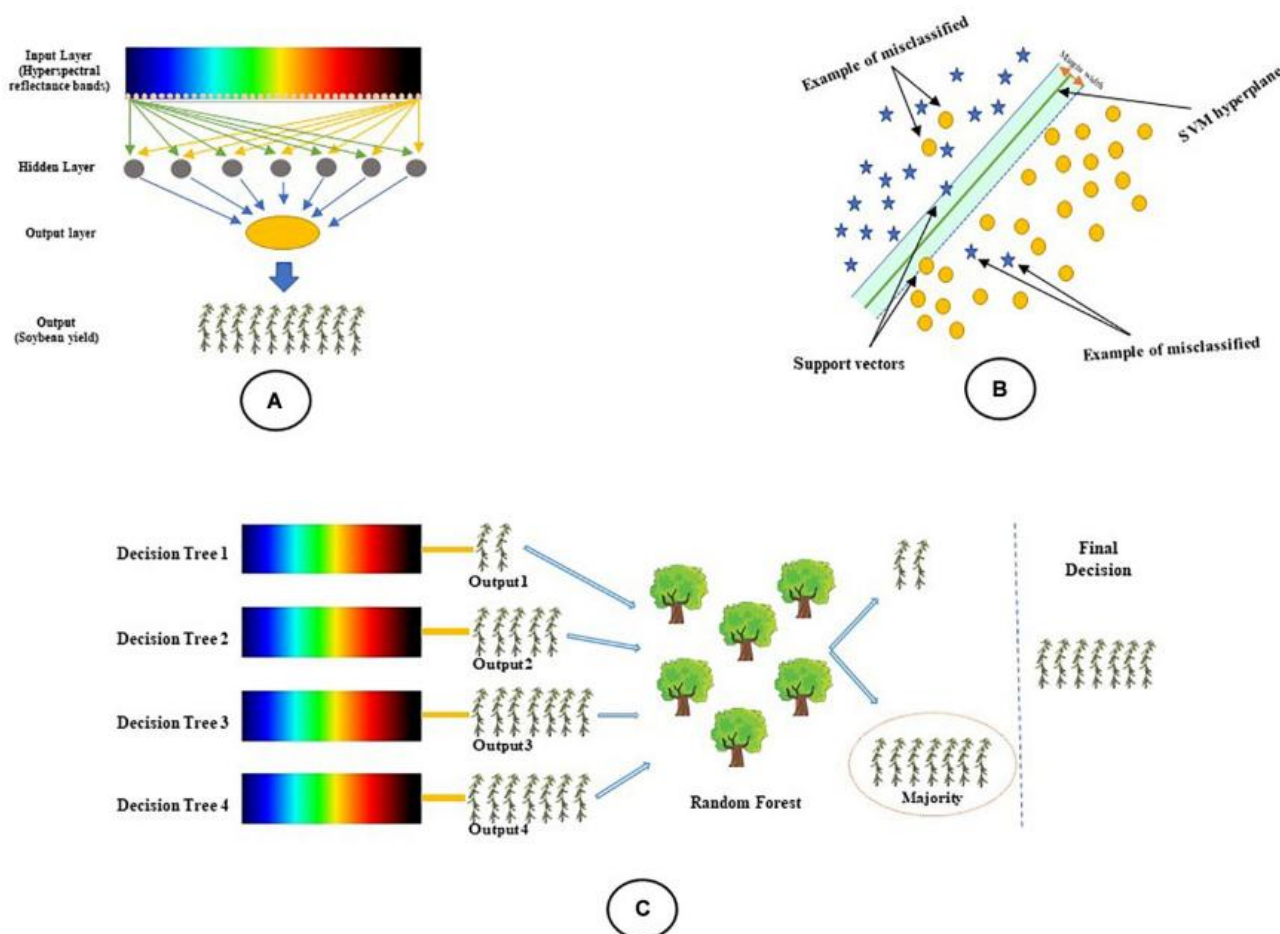 Input Layer
(Hyperspectral
reflectance bands)
Hidden Layer
Output layer
Output
(Soybean yield)
A
Example of misclassified
Margin width
SVM hyperplane
Support vectors
Example of misclassified
B
Decision Tree 1
Output1
Decision Tree 2
Output2
Decision Tree 3
Output3
Decision Tree 4
Output4
Random Forest
Majority
Final
Decision
C